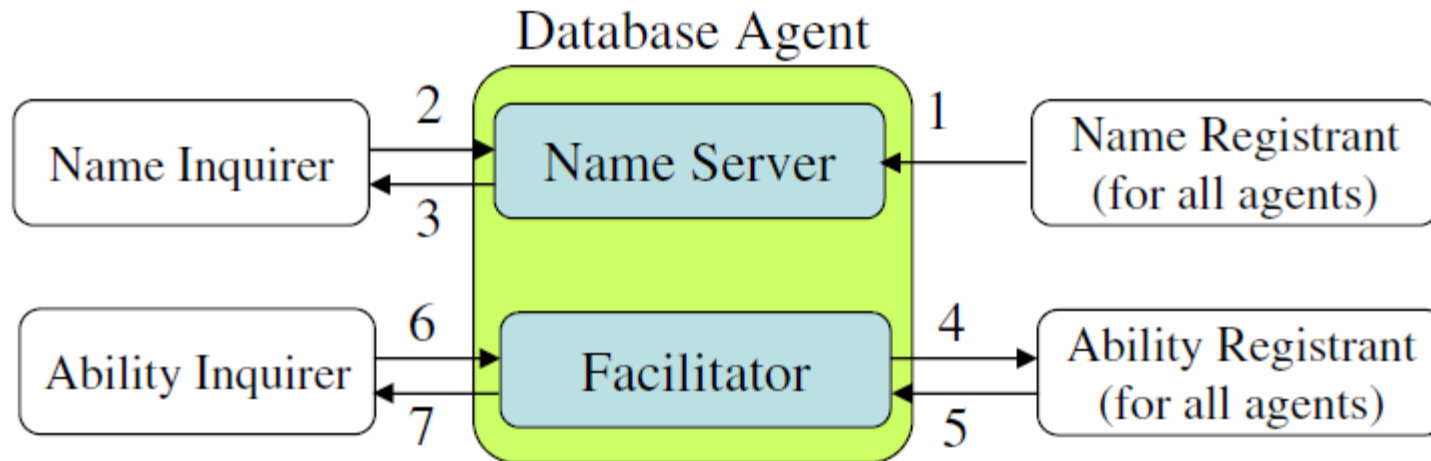 Database Agent
2
1
Name Inquirer
Name Server
Name Registrant
(for all agents)
3
6
4
Ability Inquirer
Facilitator
Ability Registrant
(for all agents)
7
5